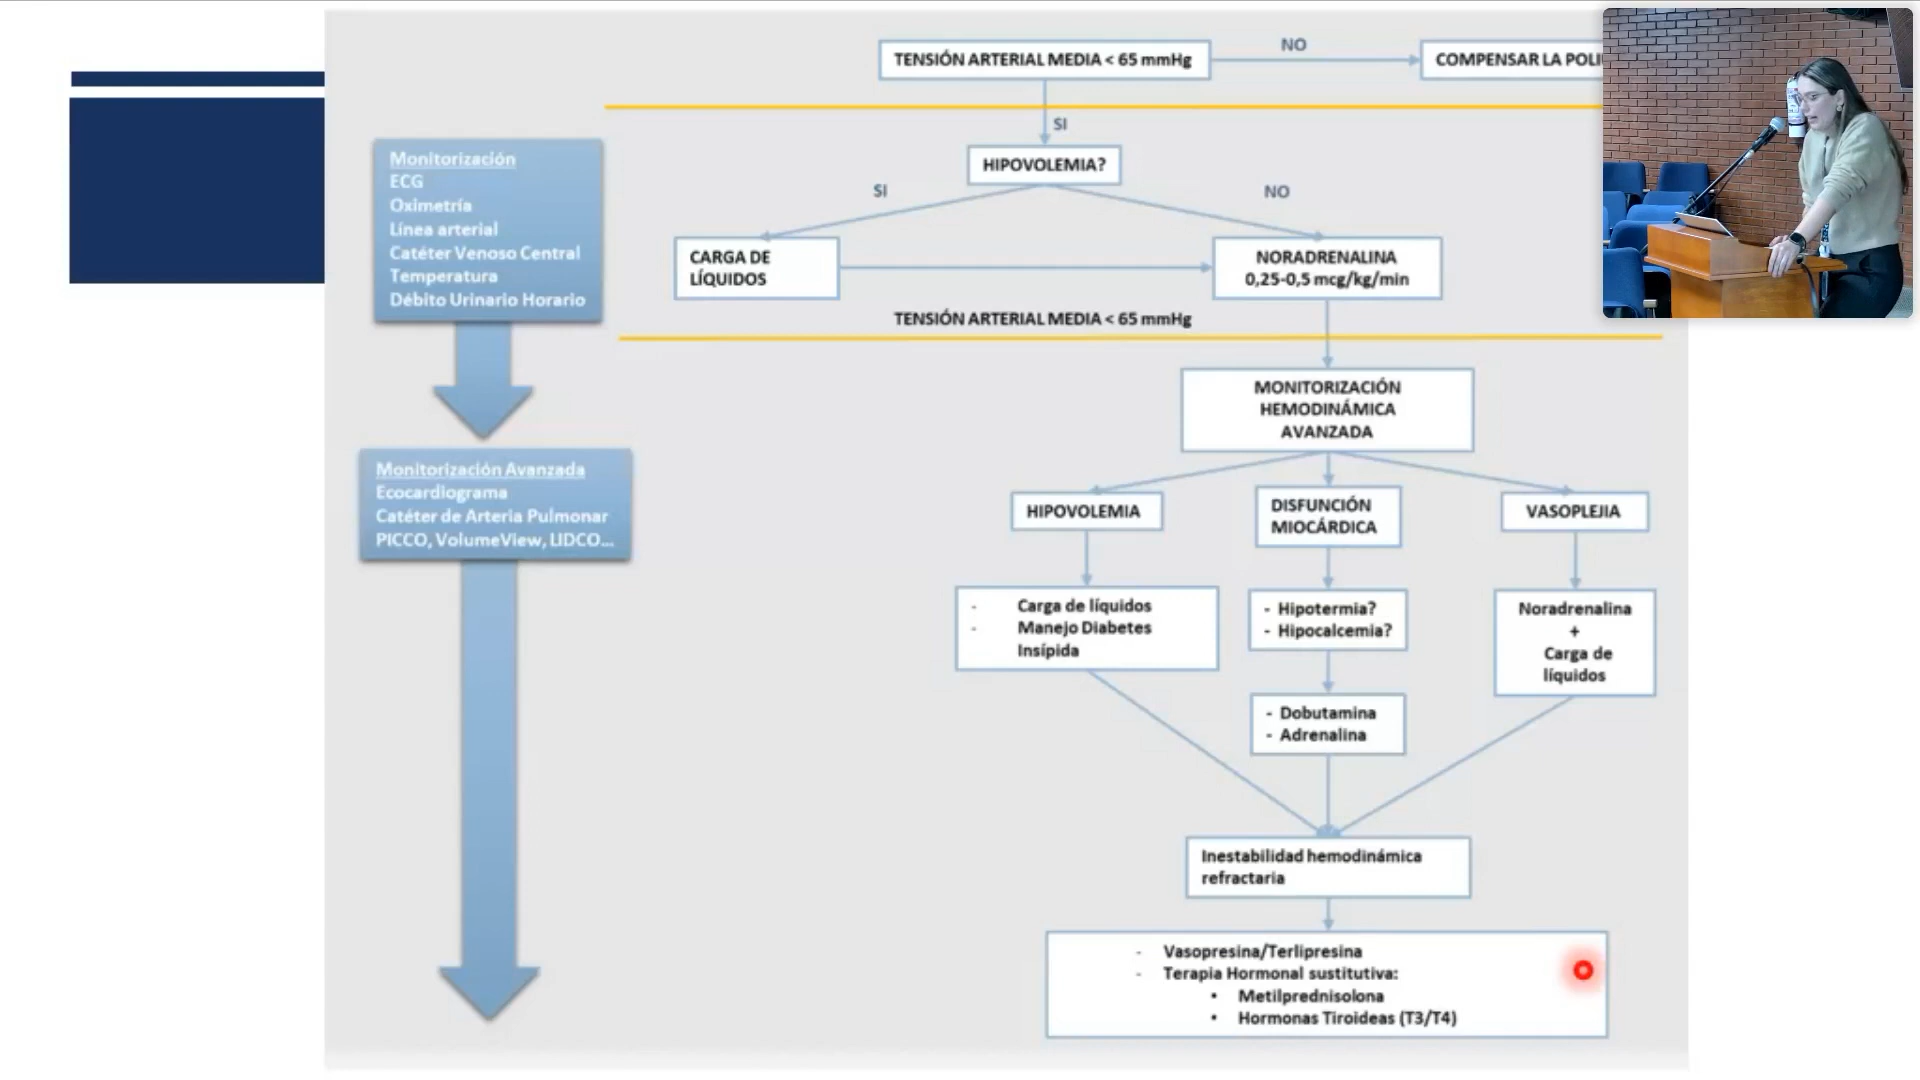 TENSIÓN ARTERIAL MEDIA < 65 mmHg
NO
COMPENSAR LA
SI
HIPOVOLEMIA?
SI
NO
CARGA DE
LÍQUIDOS
NORADRENALINA
0,25-0,5 mcg/kg/min
TENSIÓN ARTERIAL MEDIA < 65 mmHg
Monitorización
ECG
Oximetría
Línea arterial
Catéter Venoso Central
Temperatura
Débito Urinario Horario
MONITORIZACIÓN
HEMODINÁMICA
AVANZADA
Monitorización Avanzada
Ecocardiograma
Catéter de Arteria Pulmonar
PICCO, VolumeView, LIDCO...
HIPOVOLEMIA
DISFUNCIÓN
MIOCÁRDICA
VASOPLEJIA
- Carga de líquidos
- Manejo Diabetes
Insípida
- Hipotermia?
- Hipocalcemia?
Noradrenalina
+
Carga de
líquidos
- Dobutamina
- Adrenalina
Inestabilidad hemodinámica
refractaria
- Vasopresina/Terlipresina
- Terapia Hormonal sustitutiva:
• Metilprednisolona
• Hormonas Tiroideas (T3/T4)